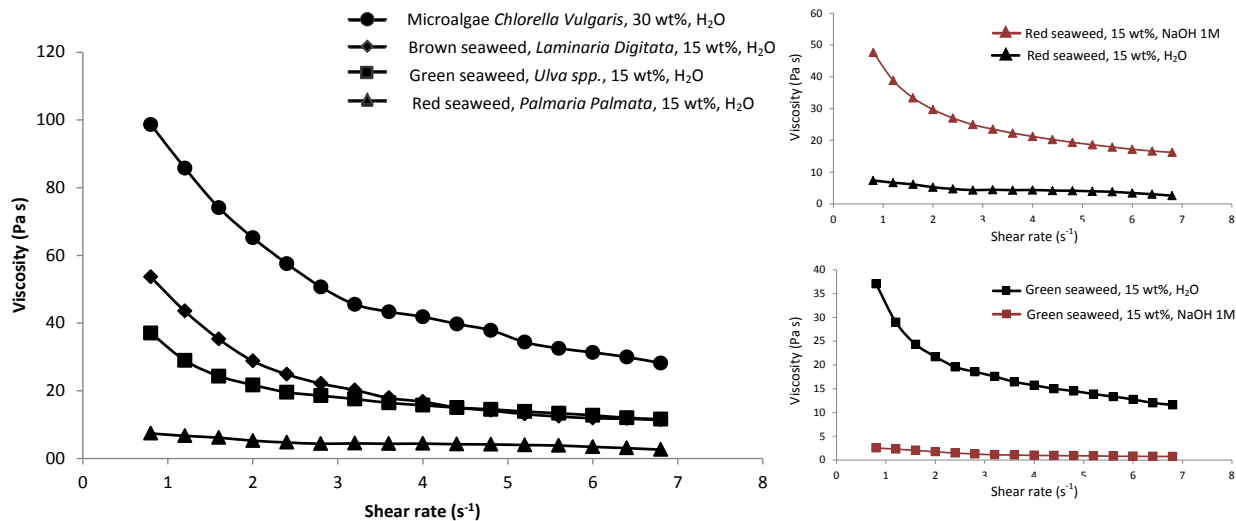 Microalgae Chlorella Vulgaris, 30 wt%, H₂O
Brown seaweed, Laminaria Digitata, 15 wt%, H₂O
Green seaweed, Ulva spp., 15 wt%, H₂O
Red seaweed, Palmaria Palmata, 15 wt%, H₂O
120
100
80
60
40
20
00
Viscosity (Pa s)
0 1 2 3 4 5 6 7 8
Shear rate (s⁻¹)
Red seaweed, 15 wt%, NaOH 1M
Red seaweed, 15 wt%, H₂O
60
50
40
30
20
10
0
Viscosity (Pa s)
0 1 2 3 4 5 6 7 8
Shear rate (s⁻¹)
Green seaweed, 15 wt%, H₂O
Green seaweed, 15 wt%, NaOH 1M
40
35
30
25
20
15
10
5
0
Viscosity (Pa s)
0 1 2 3 4 5 6 7 8
Shear rate (s⁻¹)